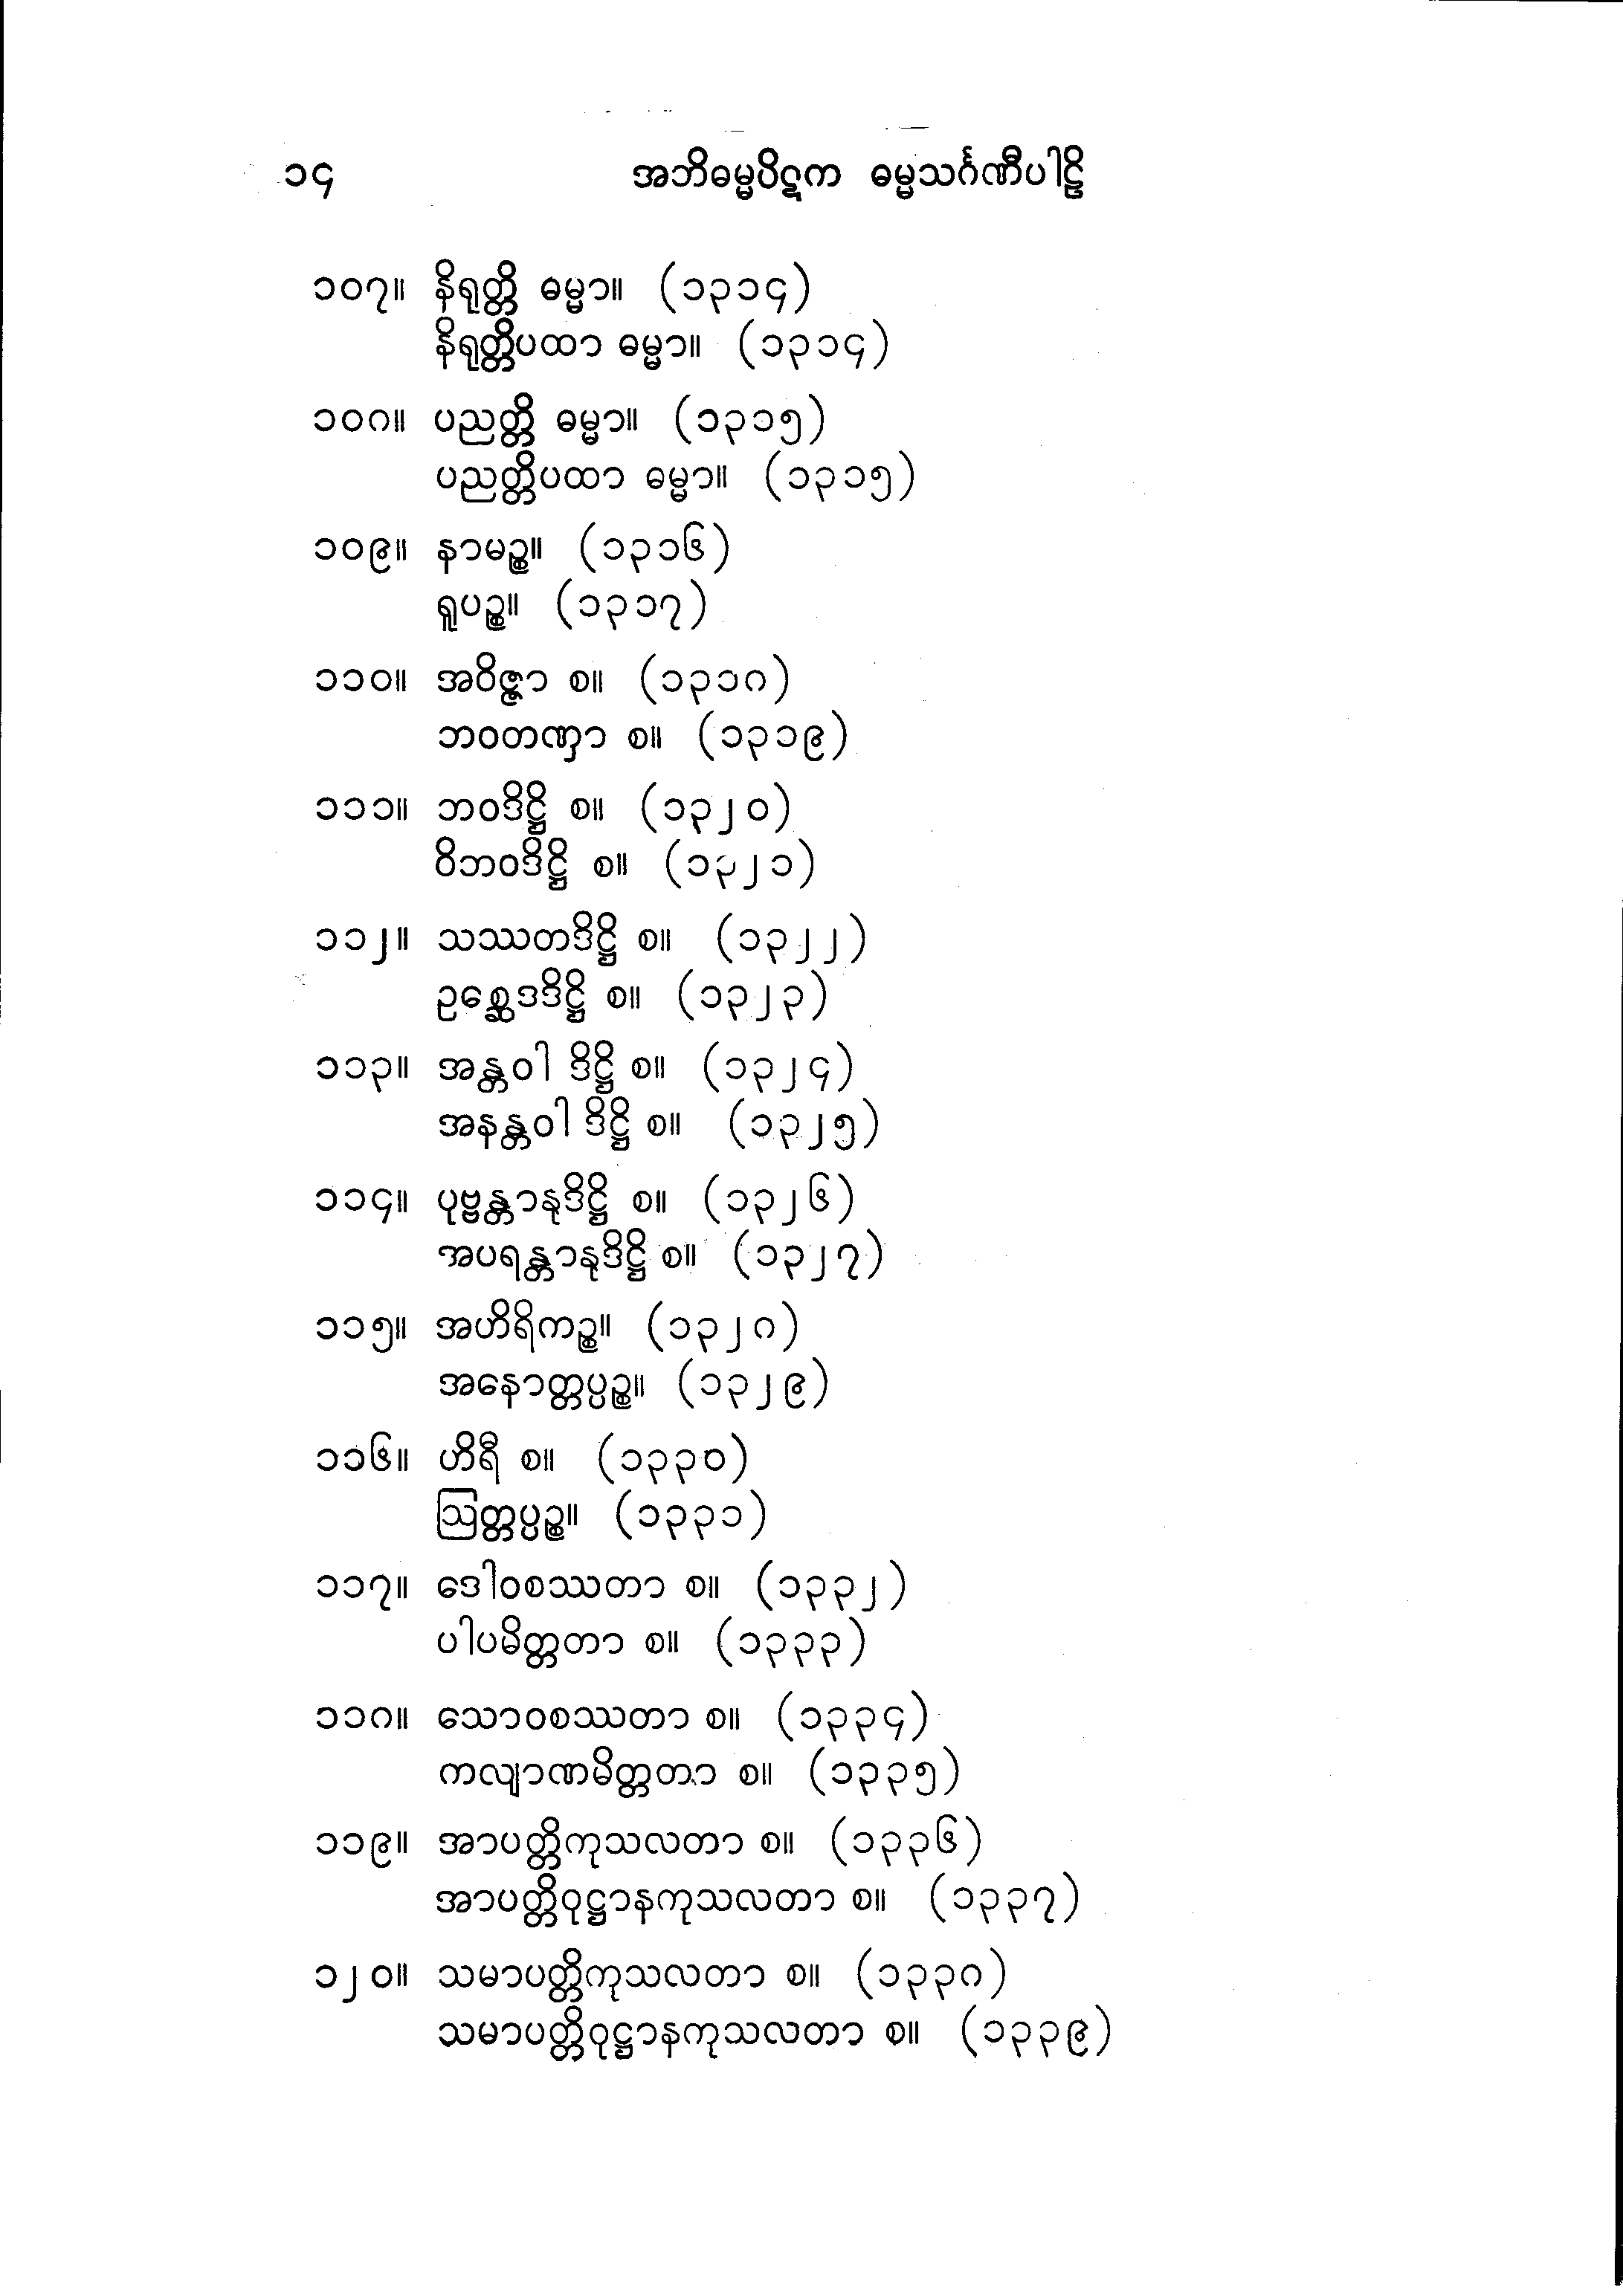 ၁၄ အဘိဓမ္မပိဋက ဓမ္မသင်္ဂဏီပါဠိ
၁၀၇။ နိရုတ္တိ ဓမ္မာ။ (၁၃၁၄)
နိရုတ္တိပထာ ဓမ္မာ။ (၁၃၁၄)
၁၀၈။ ပညတ္တိ ဓမ္မာ။ (၁၃၁၅)
ပညတ္တိပထာ ဓမ္မာ။ (၁၃၁၅)
၁၀၉။ နာမဉ္စ။ (၁၃၁၆)
ရူပဉ္စ။ (၁၃၁၇)
၁၁၀။ အဝိဇ္ဇာ စ။ (၁၃၁၈)
ဘဝတဏှာ စ။ (၁၃၁၉)
၁၁၁။ ဘဝဒိဋ္ဌိ စ။ (၁၃၂၀)
ဝိဘဝဒိဋ္ဌိ စ။ (၁၃၂၁)
၁၁၂။ သဿတဒိဋ္ဌိ စ။ (၁၃၂၂)
ဥစ္ဆေဒဒိဋ္ဌိ စ။ (၁၃၂၃)
၁၁၃။ အန္တဝါ ဒိဋ္ဌိ စ။ (၁၃၂၄)
အနန္တဝါ ဒိဋ္ဌိ စ။ (၁၃၂၅)
၁၁၄။ ပုဗ္ဗန္တာနုဒိဋ္ဌိ စ။ (၁၃၂၆)
အပရန္တာနုဒိဋ္ဌိ စ။ (၁၃၂၇)
၁၁၅။ အဟိရိကဉ္စ။ (၁၃၂၈)
အနောတ္တပ္ပဉ္စ။ (၁၃၂၉)
၁၁၆။ ဟိရီ စ။ (၁၃၃၀)
ဩတ္တပ္ပဉ္စ။ (၁၃၃၁)
၁၁၇။ ဒေါဝစဿတာ စ။ (၁၃၃၂)
ပါပမိတ္တတာ စ။ (၁၃၃၃)
၁၁၈။ သောဝစဿတာ စ။ (၁၃၃၄)
ကလျာဏမိတ္တတာ စ။ (၁၃၃၅)
၁၁၉။ အာပတ္တိကုသလတာ စ။ (၁၃၃၆)
အာပတ္တိဝုဋ္ဌာနကုသလတာ စ။ (၁၃၃၇)
၁၂၀။ သမာပတ္တိကုသလတာ စ။ (၁၃၃၈)
သမာပတ္တိဝုဋ္ဌာနကုသလတာ စ။ (၁၃၃၉)